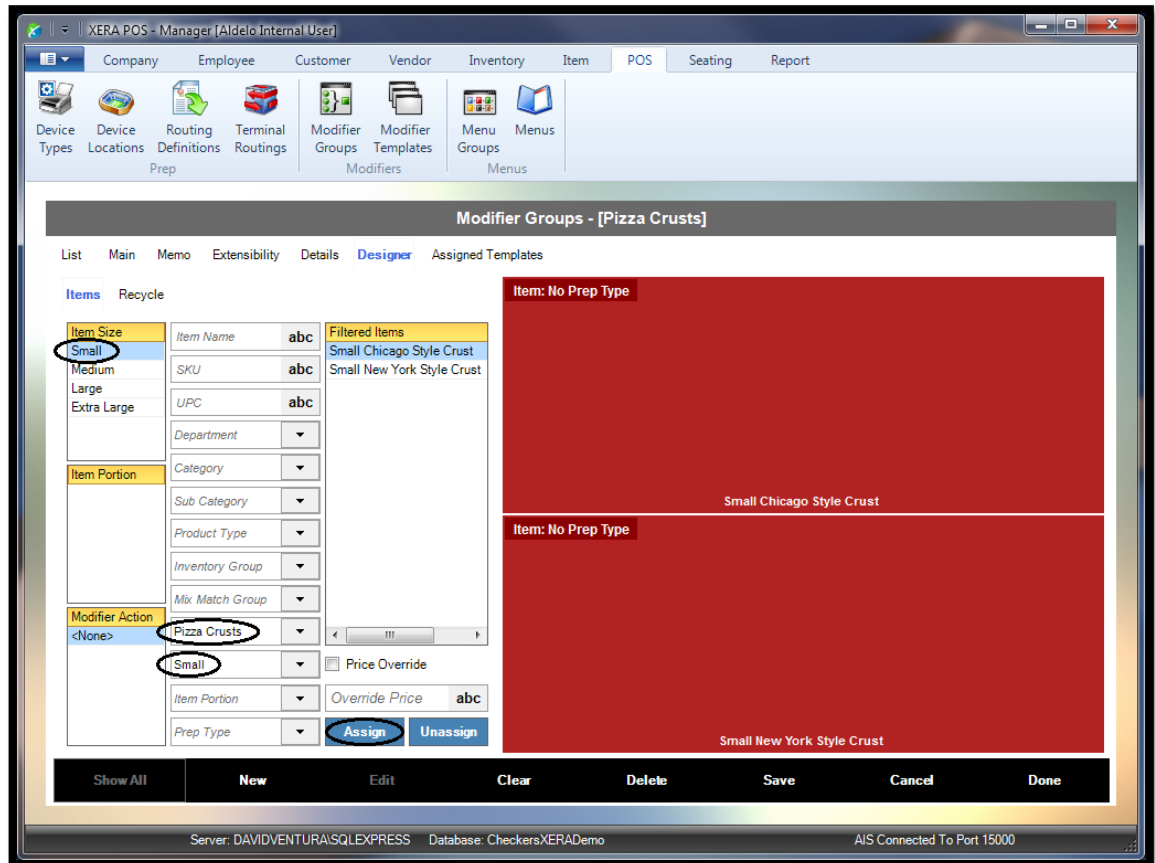 XERA POS - Manager [Aldelo Internal User]
Company Employee Customer Vendor Inventory Item POS Seating Report
Device Types
Device Locations
Routing Definitions
Terminal Routings
Prep
Modifier Groups
Modifier Templates
Modifiers
Menu Groups
Menus
Menus
Modifier Groups - [Pizza Crusts]
List Main Memo Extensibility Details Designer Assigned Templates
Items Recycle
Item Size
Small
Medium
Large
Extra Large
Item Portion
Modifier Action
<None>
Item Name abc
SKU abc
UPC abc
Department
Category
Sub Category
Product Type
Inventory Group
Mix Match Group
Pizza Crusts
Small
Item Portion
Prep Type
Filtered Items
Small Chicago Style Crust
Small New York Style Crust
Price Override
Override Price abc
Assign Unassign
Item: No Prep Type
Small Chicago Style Crust
Item: No Prep Type
Small New York Style Crust
Show All New Edit Clear Delete Save Cancel Done
Server: DAVIDVENTURA\SQLEXPRESS Database: CheckersXERADemo AIS Connected To Port 15000